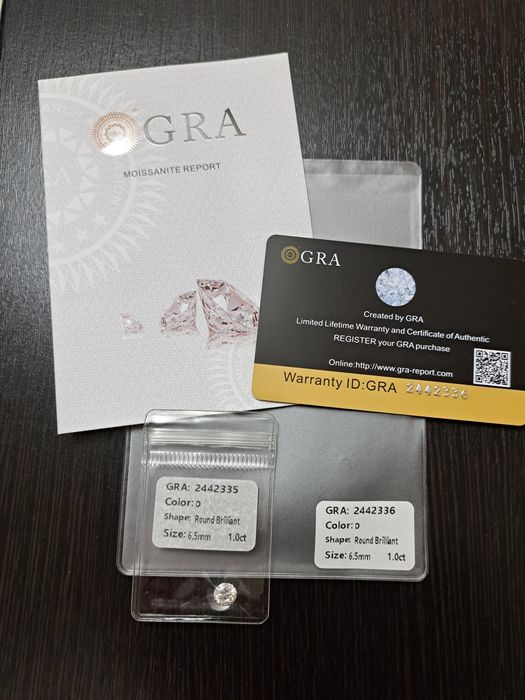 GRA
MOISSANITE REPORT
GRA
Created by GRA
Limited Lifetime Warranty and Certificate of Authentic
REGISTER your GRA purchase
Online:http://www.gra-report.com
Warranty ID:GRA 2442336
GRA: 2442335
Color: D
Shape: Round Brilliant
Size: 6.5mm 1.0ct
GRA: 2442336
Color: D
Shape: Round Brilliant
Size: 6.5mm 1.0ct